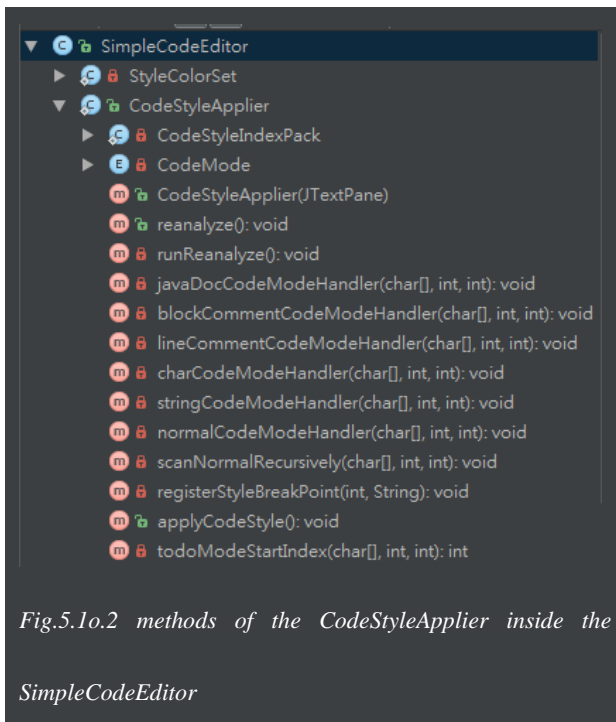 SimpleCodeEditor
StyleColorSet
CodeStyleApplier
CodeStyleIndexPack
CodeMode
CodeStyleApplier(JTextPane)
reanalyze(): void
runReanalyze(): void
javaDocCodeModeHandler(char[], int, int): void
blockCommentCodeModeHandler(char[], int, int): void
lineCommentCodeModeHandler(char[], int, int): void
charCodeModeHandler(char[], int, int): void
stringCodeModeHandler(char[], int, int): void
normalCodeModeHandler(char[], int, int): void
scanNormalRecursively(char[], int, int): void
registerStyleBreakPoint(int, String): void
applyCodeStyle(): void
todoModeStartIndex(char[], int, int): int
Fig.5.1o.2 methods of the CodeStyleApplier inside the
SimpleCodeEditor